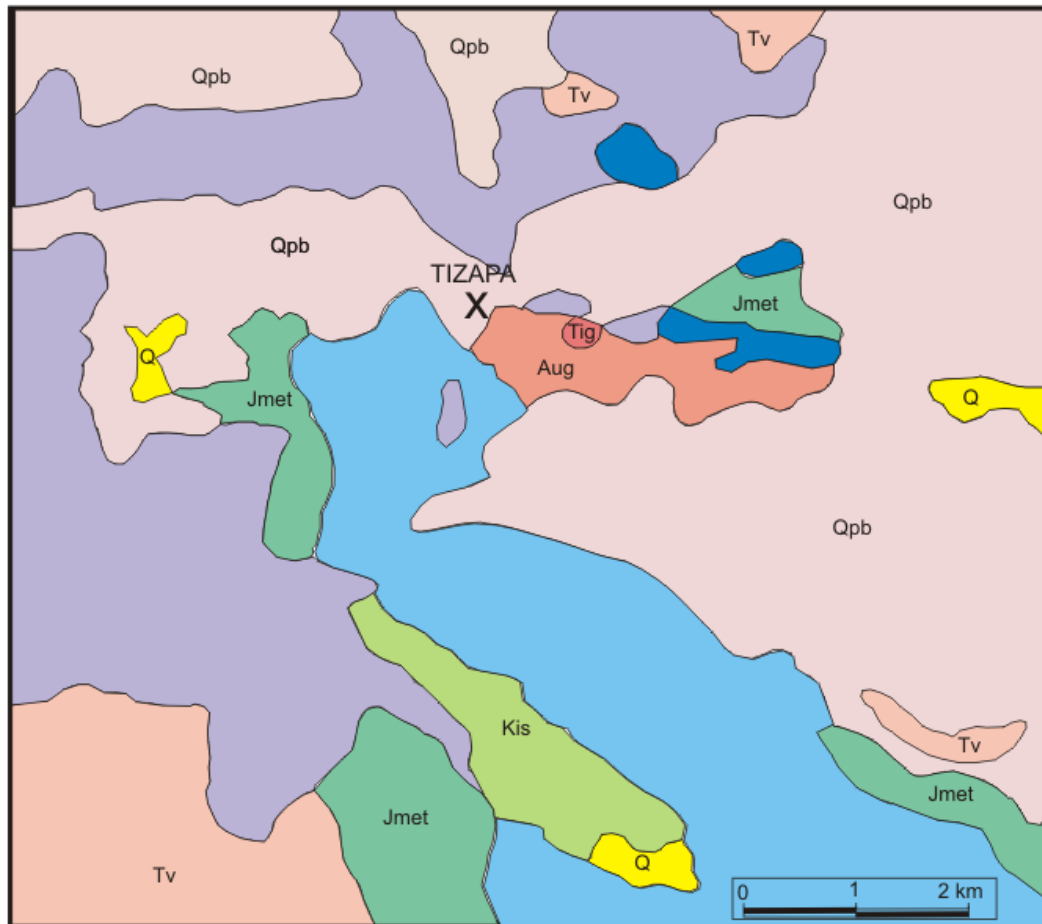 Tv
Qpb
Qpb
Tv
Qpb
Qpb
TIZAPA
X
Jmet
Tig
Q
Aug
Jmet
Q
Qpb
Kis
Tv
Jmet
Jmet
Q
Tv
0 1 2 km